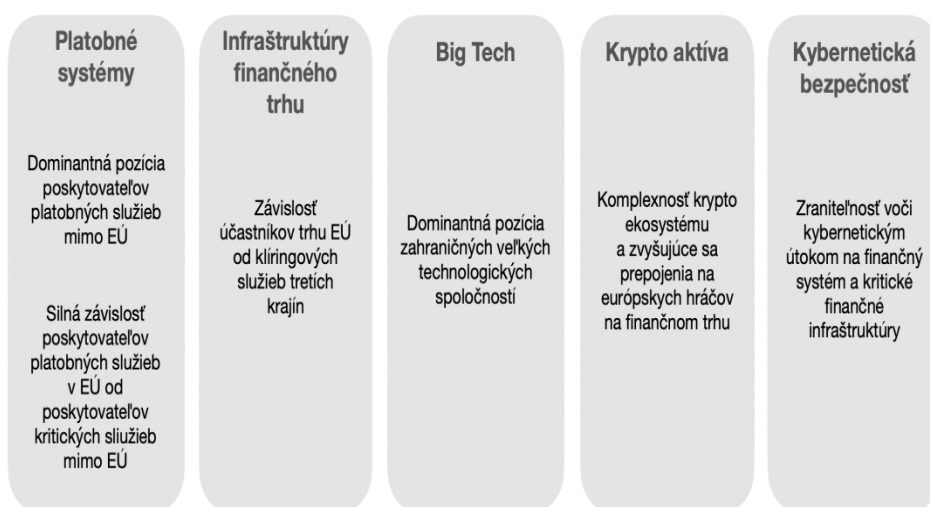 Platobné
systémy
Dominantná pozícia
poskytovateľov
platobných služieb
mimo EÚ
Silná závislosť
poskytovateľov
platobných služieb
v EÚ od
poskytovateľov
kritických sliužieb
mimo EÚ
Infraštruktúry
finančného
trhu
Závislosť
účastníkov trhu EÚ
od klíringových
služieb tretích
krajín
Big Tech
Dominantná pozícia
zahraničných veľkých
technologických
spoločností
Krypto aktíva
Komplexnosť krypto
ekosystému
a zvyšujúce sa
prepojenia na
európskych hráčov
na finančnom trhu
Kybernetická
bezpečnosť
Zraniteľnosť voči
kybernetickým
útokom na finančný
systém a kritické
finančné
infraštruktúry